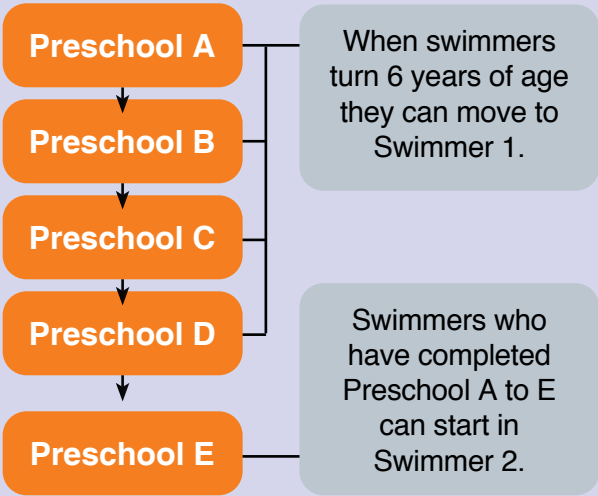 Preschool A
When swimmers
turn 6 years of age
they can move to
Swimmer 1.
Preschool B
Preschool C
Preschool D
Preschool E
Swimmers who
have completed
Preschool A to E
can start in
Swimmer 2.